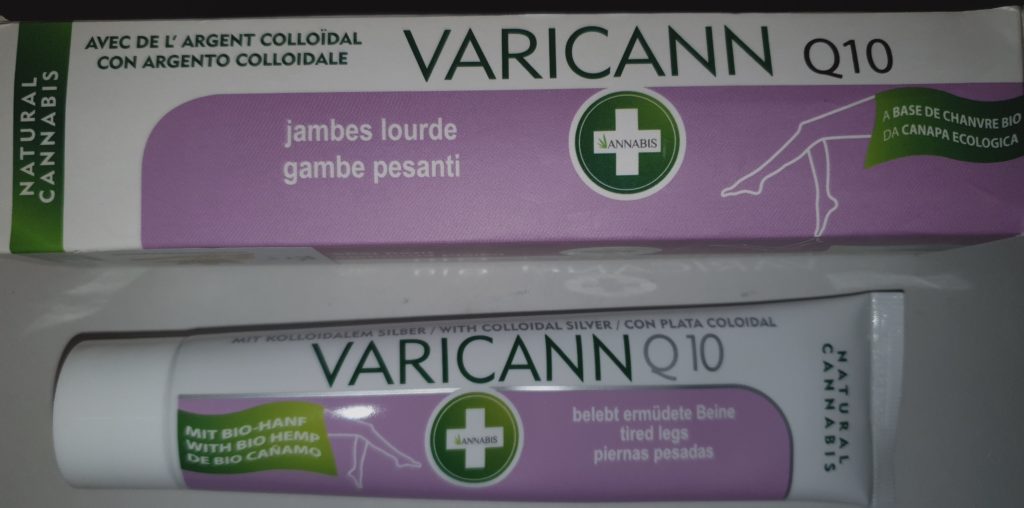 NATURAL
CANNABIS
AVEC DE L' ARGENT COLLOÏDAL
CON ARGENTO COLLOIDALE
VARICANN Q10
jambes lourde
gambe pesanti
ANNABIS
A BASE DE CHANVRE BIO
DA CANAPA ECOLOGICA
MIT KOLLOIDALEM SILBER / WITH COLLOIDAL SILVER / CON PLATA COLOIDAL
VARICANN Q10
MIT BIO-HANF
WITH BIO HEMP
DE BIO CAÑAMO
ANNABIS
belebt ermüdete Beine
tired legs
piernas pesadas
NATURAL
CANNABIS